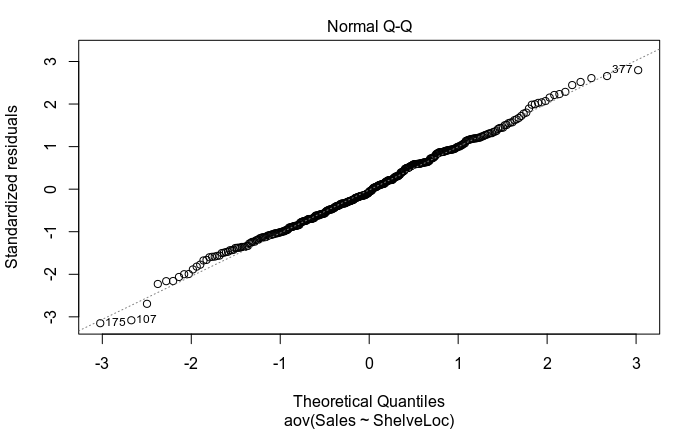 Normal Q-Q
Standardized residuals
3
2
1
0
-1
-2
-3
377
175
107
-3 -2 -1 0 1 2 3
Theoretical Quantiles
aov(Sales ~ ShelveLoc)